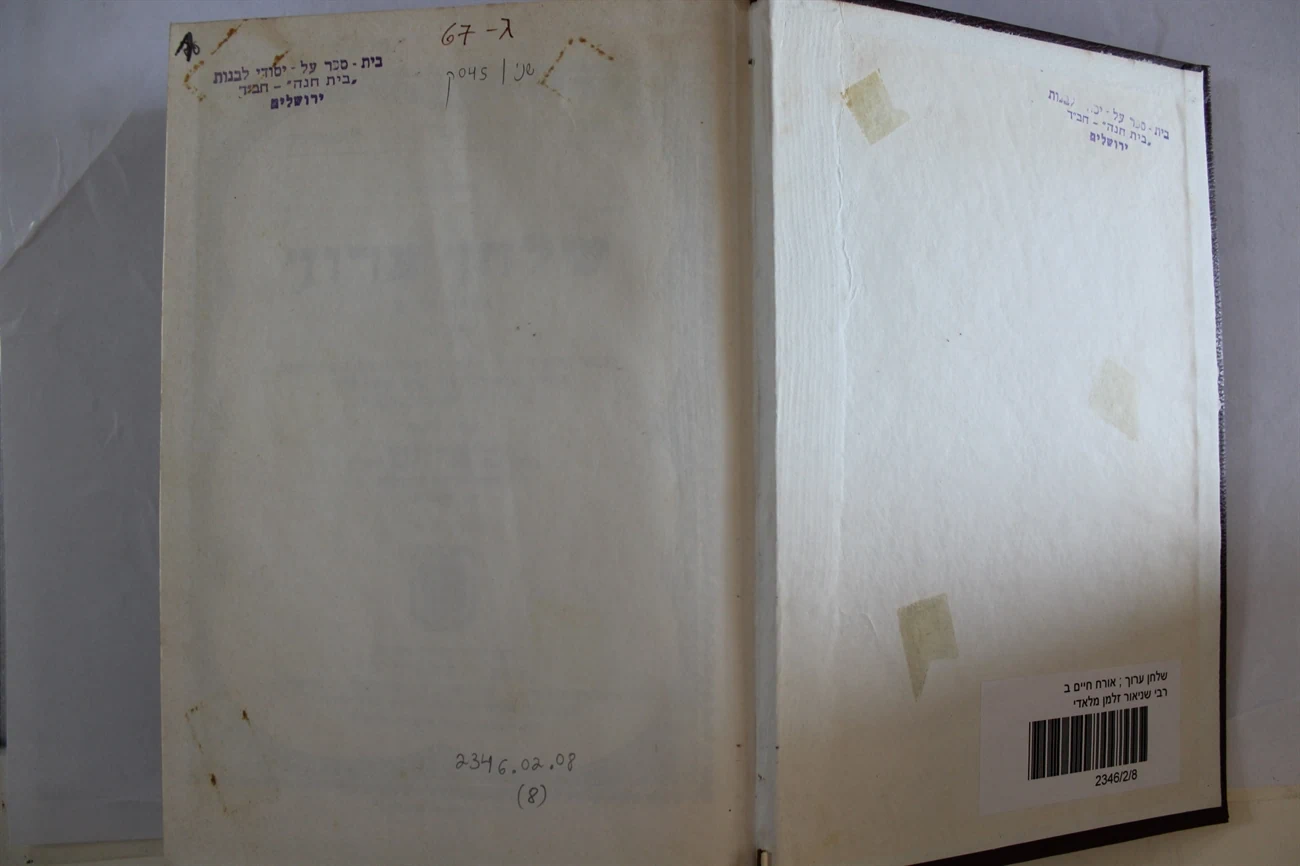 בית - ספר על - יסודי לבנות
„בית חנה" - חב״ד
ירושלים
ג - 67
2346.02.08
(8)
בית - ספר על - לבנות
„בית חנה" - חב״ד
ירושלים
שלחן ערוך ; אורח חיים ב
רבי שניאור זלמן מלאדי
2346/2/8